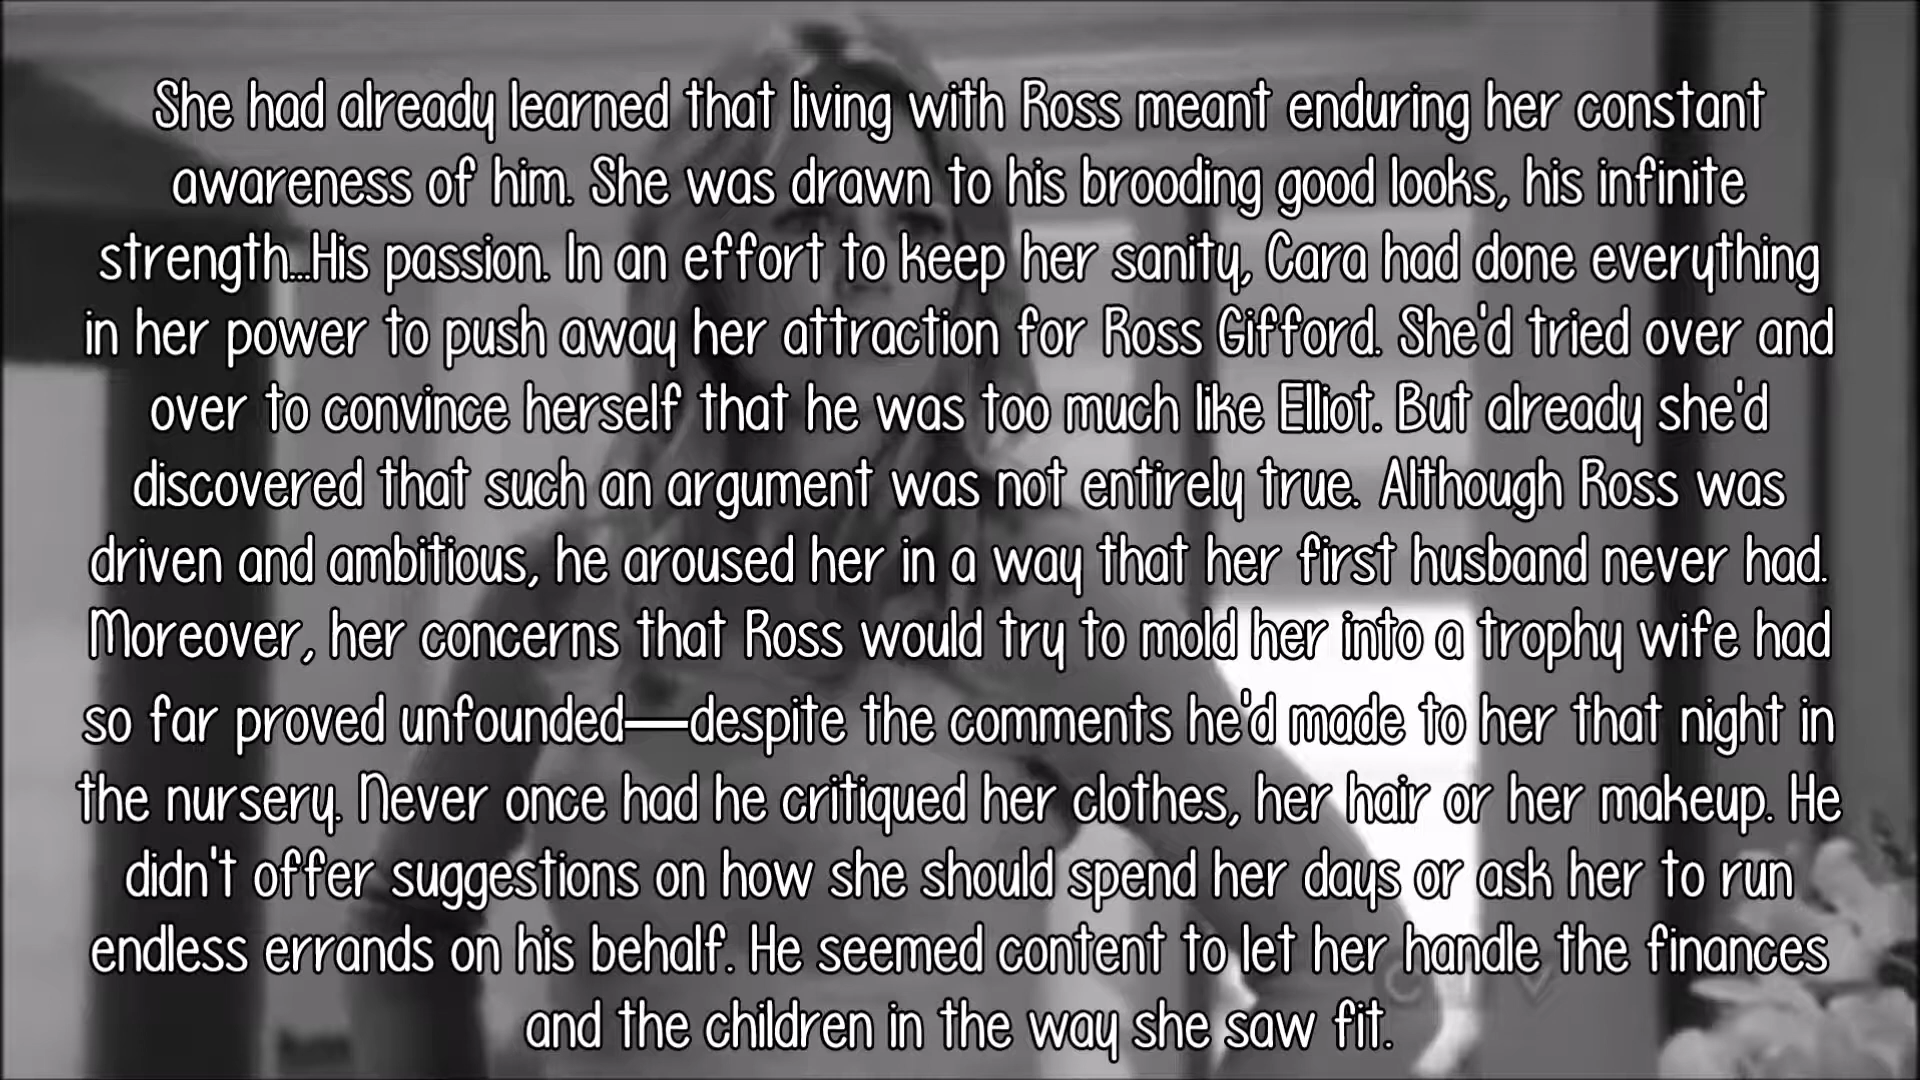 She had already learned that living with Ross meant enduring her constant
awareness of him. She was drawn to his brooding good looks, his infinite
strength...His passion. In an effort to keep her sanity, Cara had done everything
in her power to push away her attraction for Ross Gifford. She'd tried over and
over to convince herself that he was too much like Elliot. But already she'd
discovered that such an argument was not entirely true. Although Ross was
driven and ambitious, he aroused her in a way that her first husband never had.
Moreover, her concerns that Ross would try to mold her into a trophy wife had
so far proved unfounded—despite the comments he'd made to her that night in
the nursery. Never once had he critiqued her clothes, her hair or her makeup. He
didn't offer suggestions on how she should spend her days or ask her to run
endless errands on his behalf. He seemed content to let her handle the finances
and the children in the way she saw fit.